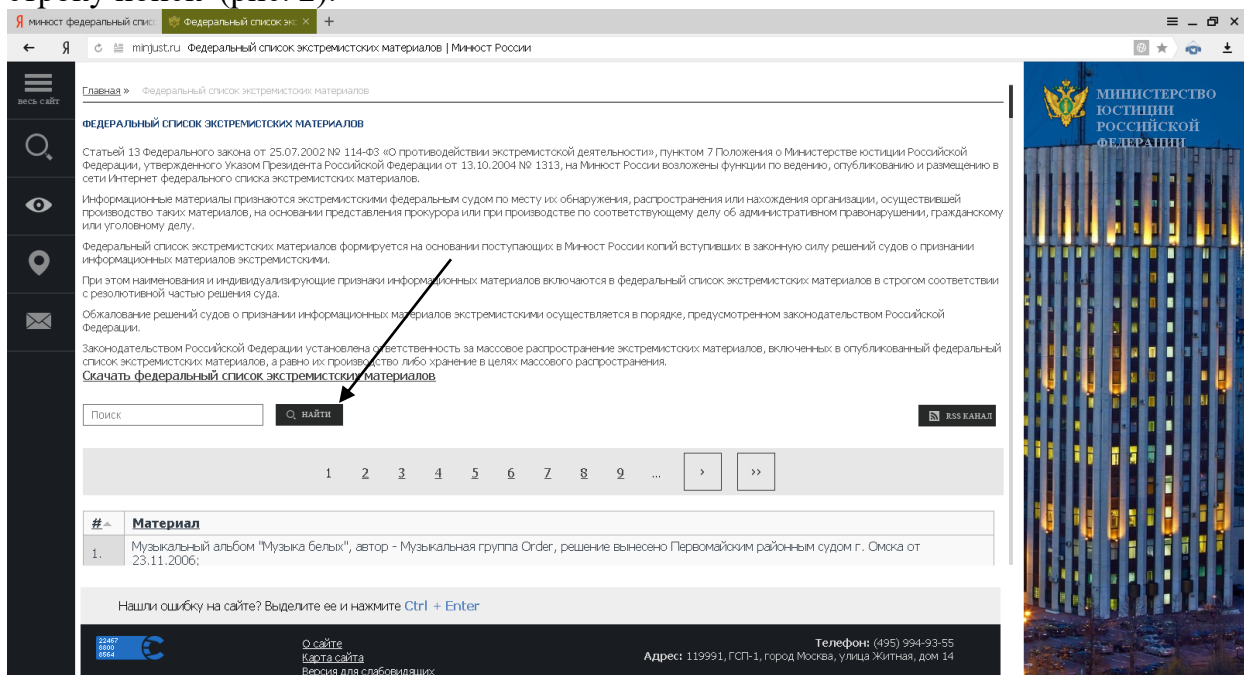 строку поиск (рис. 2).
Я минюст федеральный спис
Федеральный список экс × +
← Я minjust.ru Федеральный список экстремистских материалов | Минюст России
весь сайт
Главная » Федеральный список экстремистских материалов
ФЕДЕРАЛЬНЫЙ СПИСОК ЭКСТРЕМИСТСКИХ МАТЕРИАЛОВ
Статьей 13 Федерального закона от 25.07.2002 № 114-ФЗ «О противодействии экстремистской деятельности», пунктом 7 Положения о Министерстве юстиции Российской
Федерации, утвержденного Указом Президента Российской Федерации от 13.10.2004 № 1313, на Минюст России возложены функции по ведению, опубликованию и размещению в
сети Интернет федерального списка экстремистских материалов.
Информационные материалы признаются экстремистскими федеральным судом по месту их обнаружения, распространения или нахождения организации, осуществившей
производство таких материалов, на основании представления прокурора или при производстве по соответствующему делу об административном правонарушении, гражданскому
или уголовному делу.
Федеральный список экстремистских материалов формируется на основании поступающих в Минюст России копий вступивших в законную силу решений судов о признании
информационных материалов экстремистскими.
При этом наименования и индивидуализирующие признаки информационных материалов включаются в федеральный список экстремистских материалов в строгом соответствии
с резолютивной частью решения суда.
Обжалование решений судов о признании информационных материалов экстремистскими осуществляется в порядке, предусмотренном законодательством Российской
Федерации.
Законодательством Российской Федерации установлена ответственность за массовое распространение экстремистских материалов, включенных в опубликованный федеральный
список экстремистских материалов, а равно их производство либо хранение в целях массового распространения.
Скачать федеральный список экстремистских материалов
Поиск
НАЙТИ
RSS КАНАЛ
1 2 3 4 5 6 7 8 9 ... › ››
# Материал
1. Музыкальный альбом "Музыка белых", автор - Музыкальная группа Order, решение вынесено Первомайским районным судом г. Омска от
23.11.2006;
Нашли ошибку на сайте? Выделите ее и нажмите Ctrl + Enter
22467
8800
8564
О сайте
Карта сайта
Версия для слабовидящих
Телефон: (495) 994-93-55
Адрес: 119991, ГСП-1, город Москва, улица Житная, дом 14
МИНИСТЕРСТВО
ЮСТИЦИИ
РОССИЙСКОЙ
ФЕДЕРАЦИИ